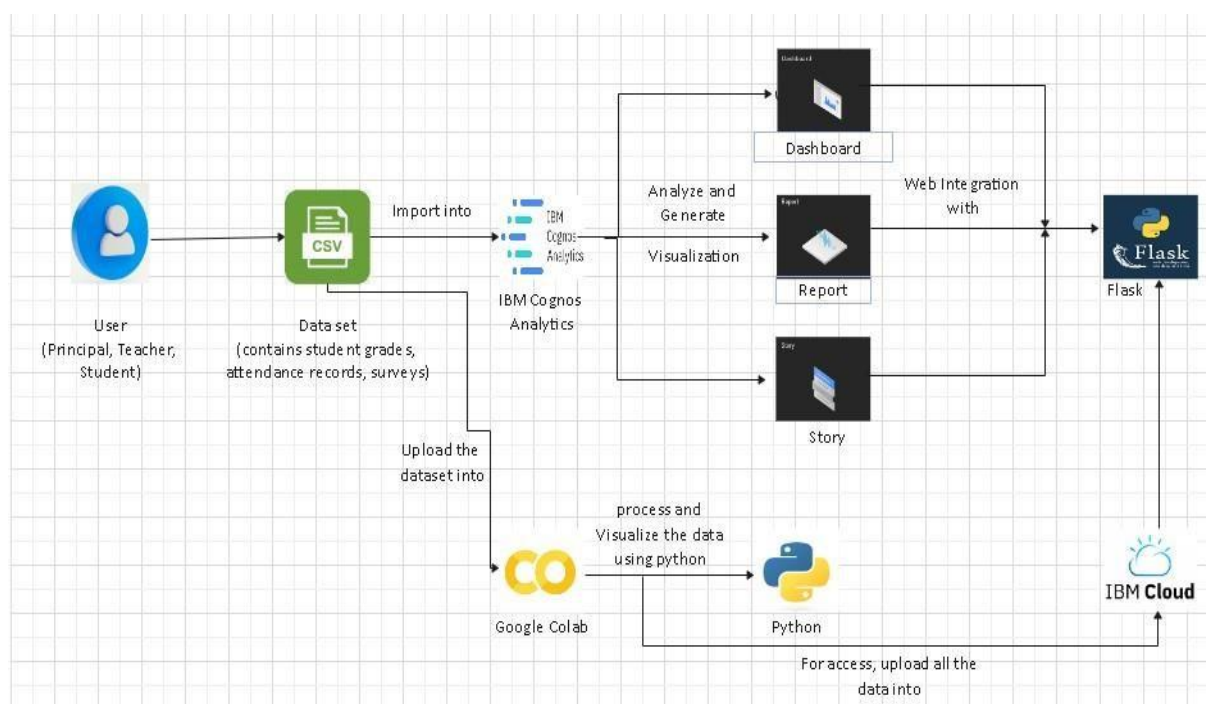 Dashboard
Dashboard
Import into
IBM
Cognos
Analytics
Analyze and
Generate
Visualization
Report
Report
Web Integration
with
Flask
Flask
CSV
IBM Cognos
Analytics
User
(Principal, Teacher,
Student)
Data set
(contains student grades,
attendance records, surveys)
Story
Story
Upload the
dataset into
process and
Visualize the data
using python
Google Colab
Python
IBM Cloud
For access, upload all the
data into